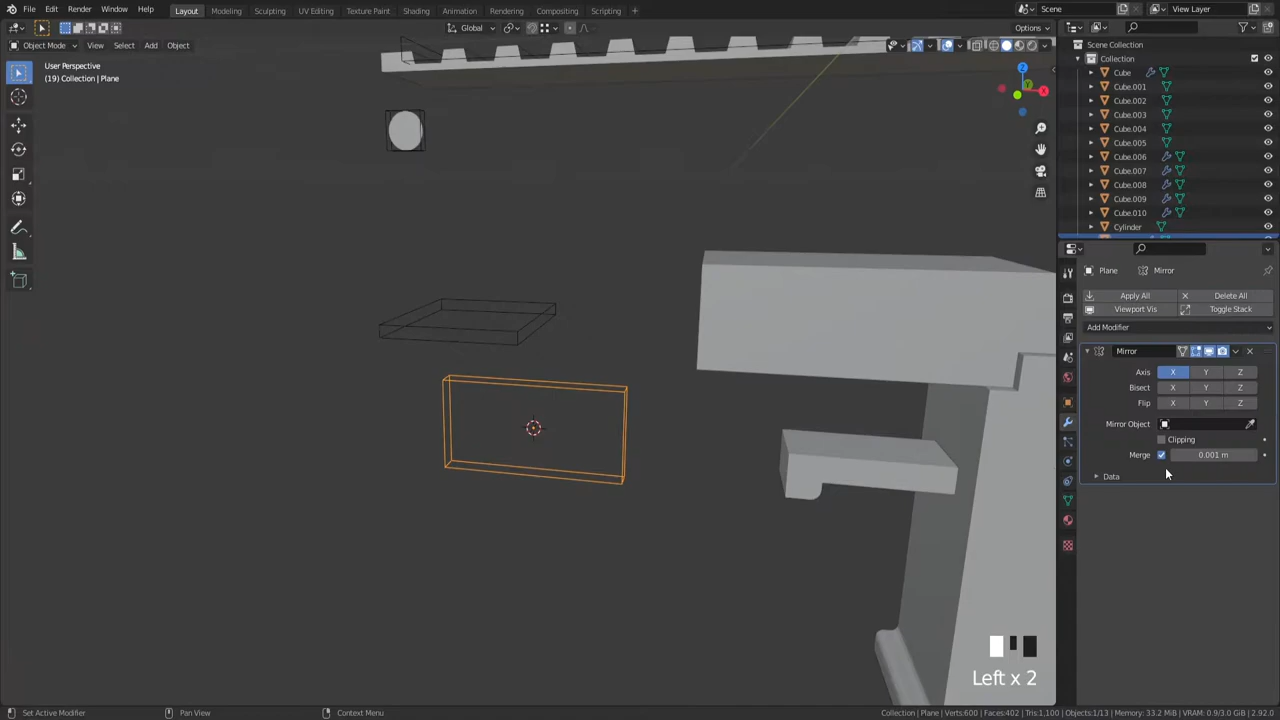 File Edit Render Window Help Layout Modeling Sculpting UV Editing Texture Paint Shading Animation Rendering Compositing Scripting + Scene View Layer
Global Options
Object Mode View Select Add Object
User Perspective
(19) Collection | Plane
Z
Y
X
Left x 2
Scene Collection
Collection
Cube
Cube.001
Cube.002
Cube.003
Cube.004
Cube.005
Cube.006
Cube.007
Cube.008
Cube.009
Cube.010
Cylinder
Plane Mirror
Apply All Delete All
Viewport Vis Toggle Stack
Add Modifier
Mirror
Axis X Y Z
Bisect X Y Z
Flip X Y Z
Mirror Object
Clipping
Merge 0.001 m
Data
Set Active Modifier Pan View Context Menu Collection | Plane | Verts:600 | Faces:402 | Tris:1,100 | Objects:1/13 | Memory: 33.2 MiB | VRAM: 0.9/3.0 GiB | 2.92.0